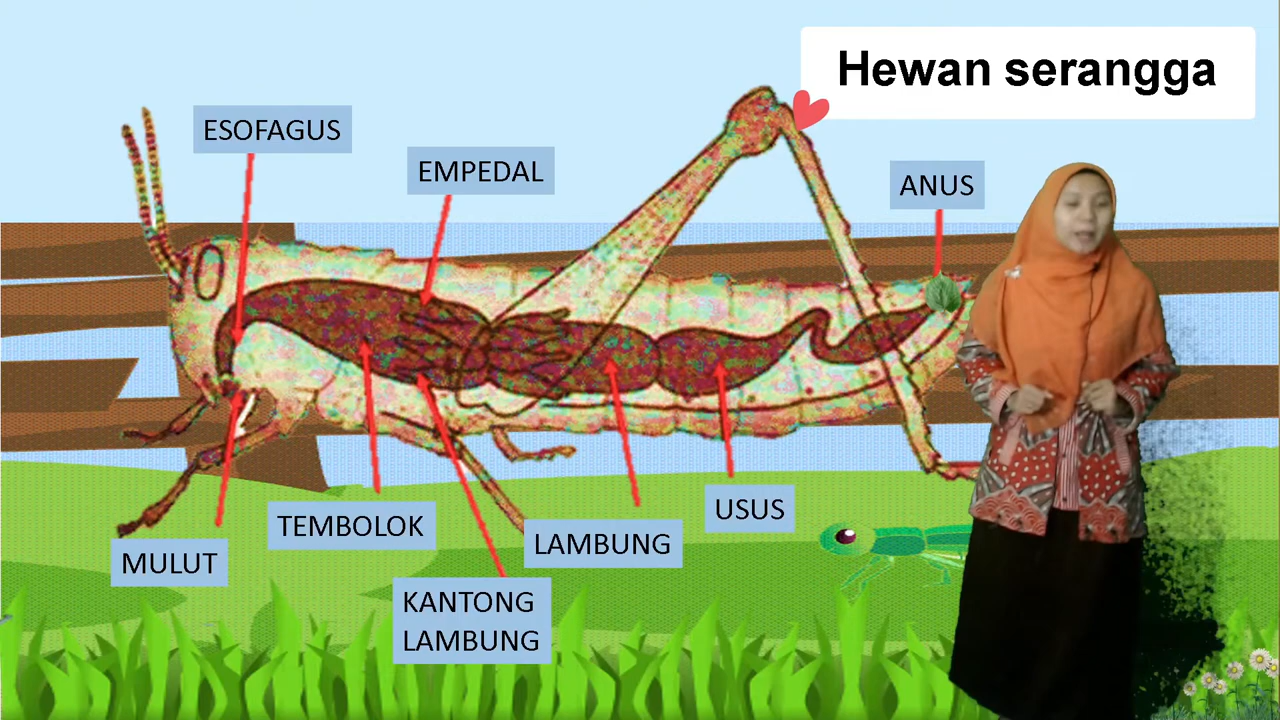 Hewan serangga
ESOFAGUS
EMPEDAL
ANUS
MULUT
TEMBOLOK
KANTONG
LAMBUNG
LAMBUNG
USUS